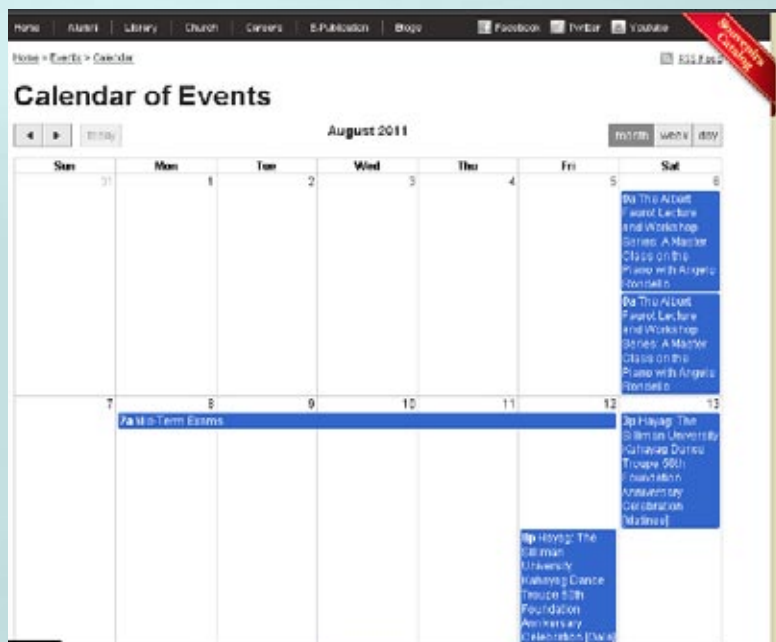 Home Alumni Library Church Careers E-Publication Blogs Facebook Twitter Youtube
Souvenirs
Catalog
Home > Events > Calendar
RSS Feed
Calendar of Events
today August 2011 month week day
Sun Mon Tue Wed Thu Fri Sat
31 1 2 3 4 5 6
9a The Albert
Faurot Lecture
and Workshop
Series: A Master
Class on the
Piano with Angelo
Rondello
9a The Albert
Faurot Lecture
and Workshop
Series: A Master
Class on the
Piano with Angelo
Rondello
7 8 9 10 11 12 13
7a Mid-Term Exams
3p Hayag: The
Silliman University
Kahayag Dance
Troupe 50th
Foundation
Anniversary
Celebration
[Matinee]
8p Hayag: The
Silliman
University
Kahayag Dance
Troupe 50th
Foundation
Anniversary
Celebration [Gala]